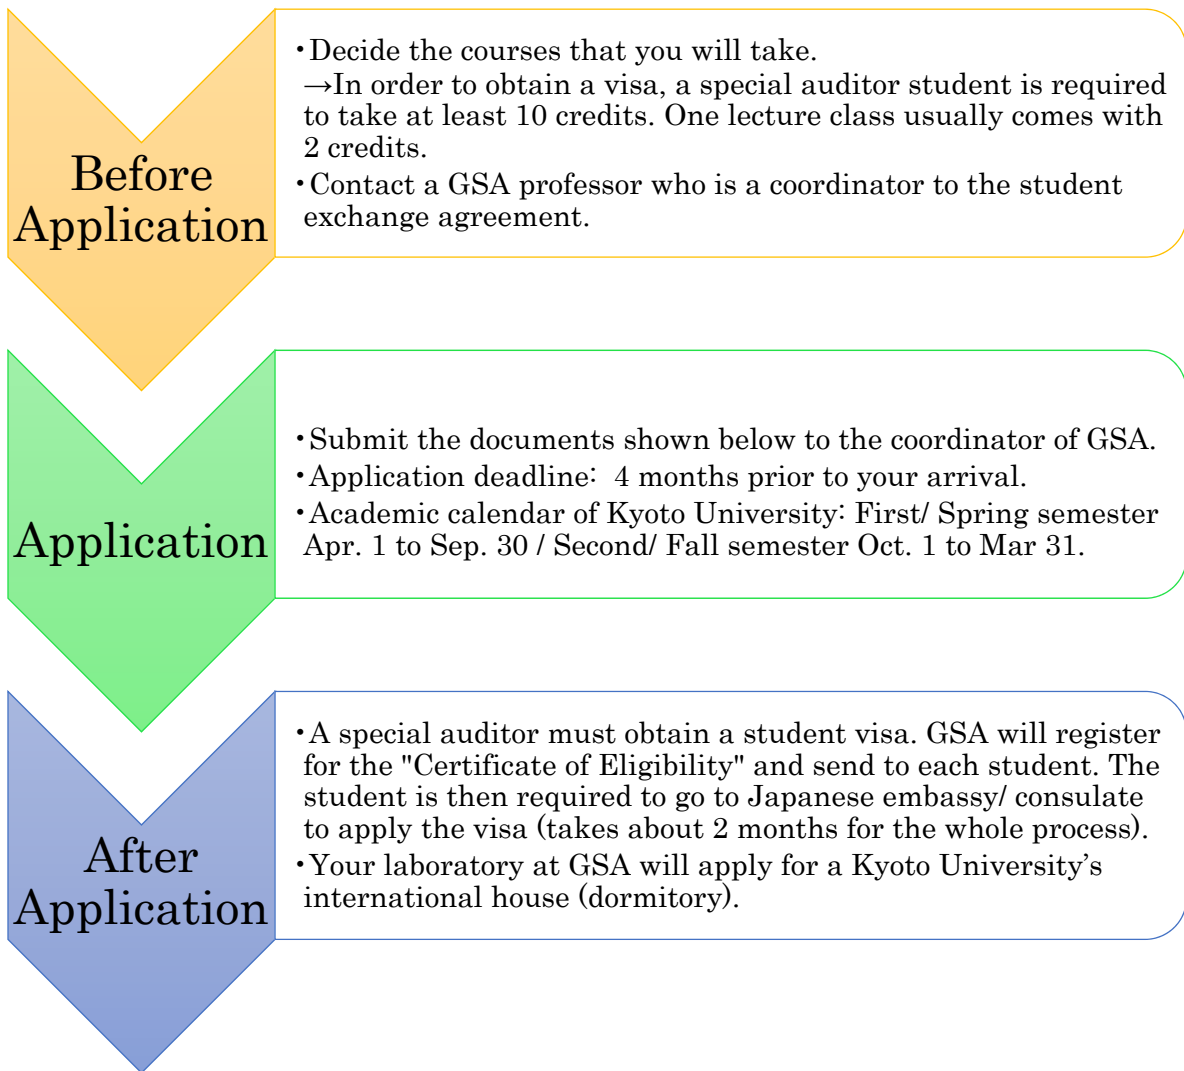 Before
Application
・Decide the courses that you will take.
→In order to obtain a visa, a special auditor student is required
to take at least 10 credits. One lecture class usually comes with
2 credits.
・Contact a GSA professor who is a coordinator to the student
exchange agreement.
Application
・Submit the documents shown below to the coordinator of GSA.
・Application deadline:  4 months prior to your arrival.
・Academic calendar of Kyoto University: First/ Spring semester
Apr. 1 to Sep. 30 / Second/ Fall semester Oct. 1 to Mar 31.
After
Application
・A special auditor must obtain a student visa. GSA will register
for the "Certificate of Eligibility" and send to each student. The
student is then required to go to Japanese embassy/ consulate
to apply the visa (takes about 2 months for the whole process).
・Your laboratory at GSA will apply for a Kyoto University’s
international house (dormitory).